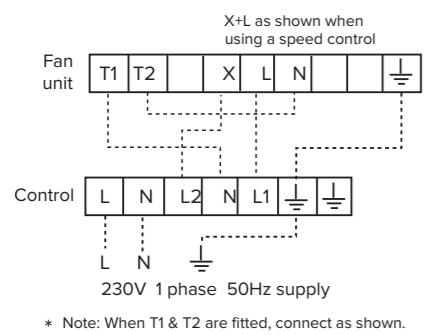 X+L as shown when
using a speed control
Fan
unit
T1 T2 X L N
Control L N L2 N L1
L N
230V 1 phase 50Hz supply
* Note: When T1 & T2 are fitted, connect as shown.